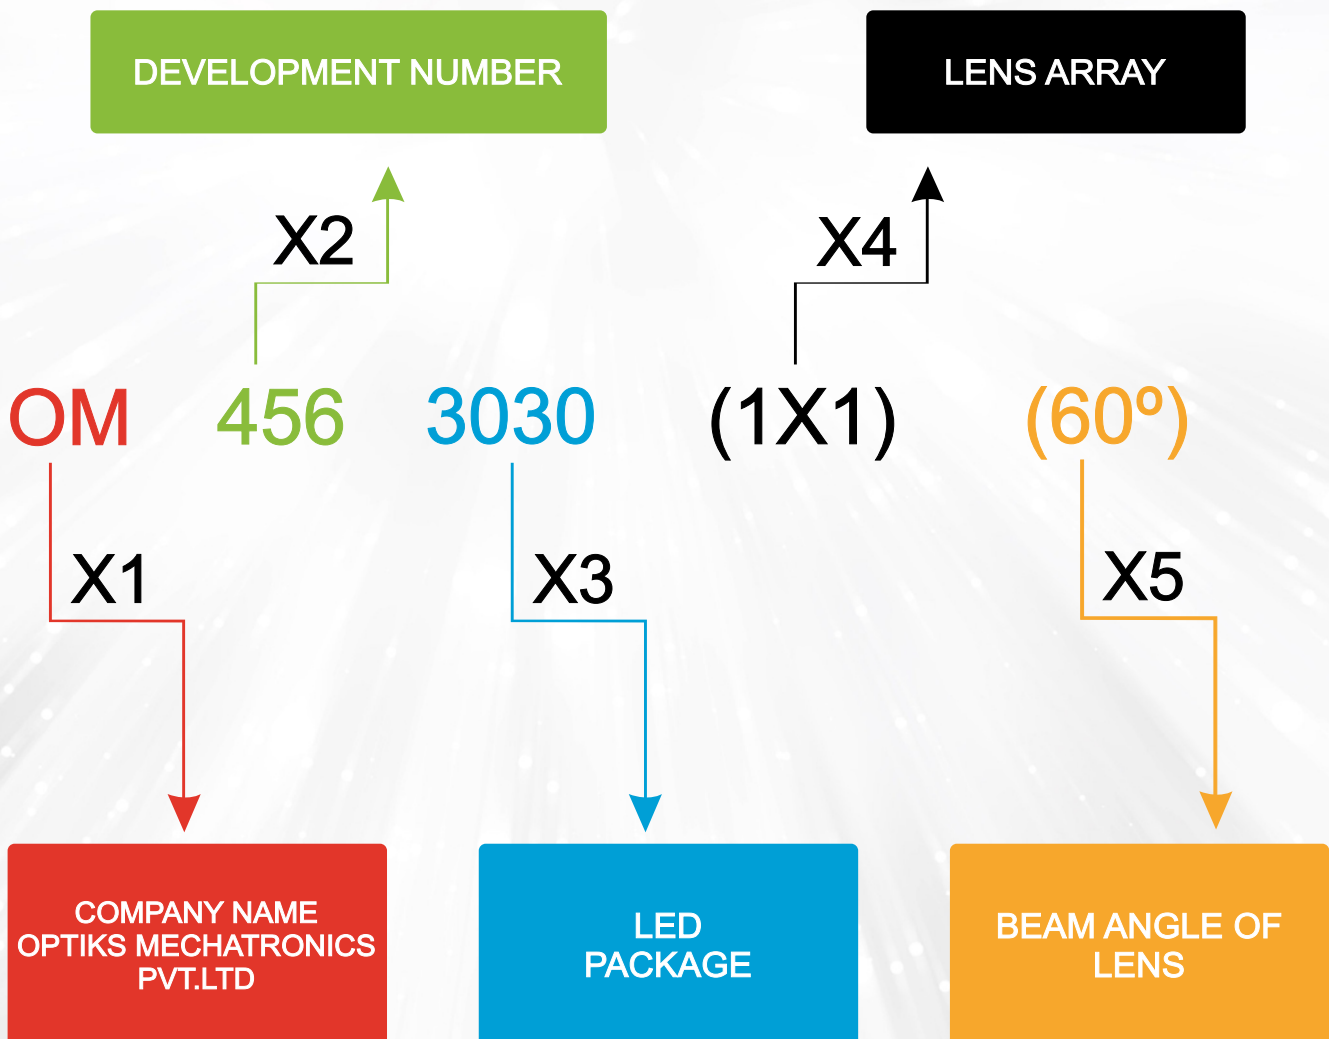 DEVELOPMENT NUMBER
LENS ARRAY
X2
X4
OM 456 3030 (1X1) (60º)
X1
X3
X5
COMPANY NAME
OPTIKS MECHATRONICS
PVT.LTD
LED
PACKAGE
BEAM ANGLE OF
LENS